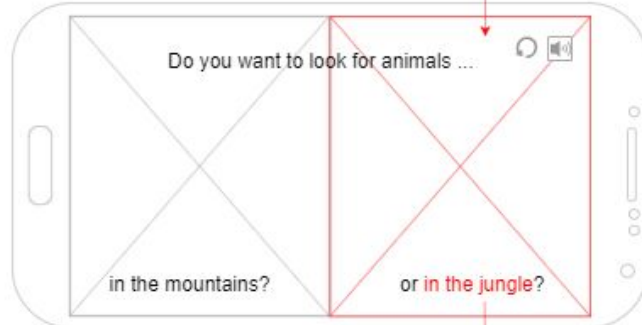 Do you want to look for animals ...
in the mountains?
or in the jungle?